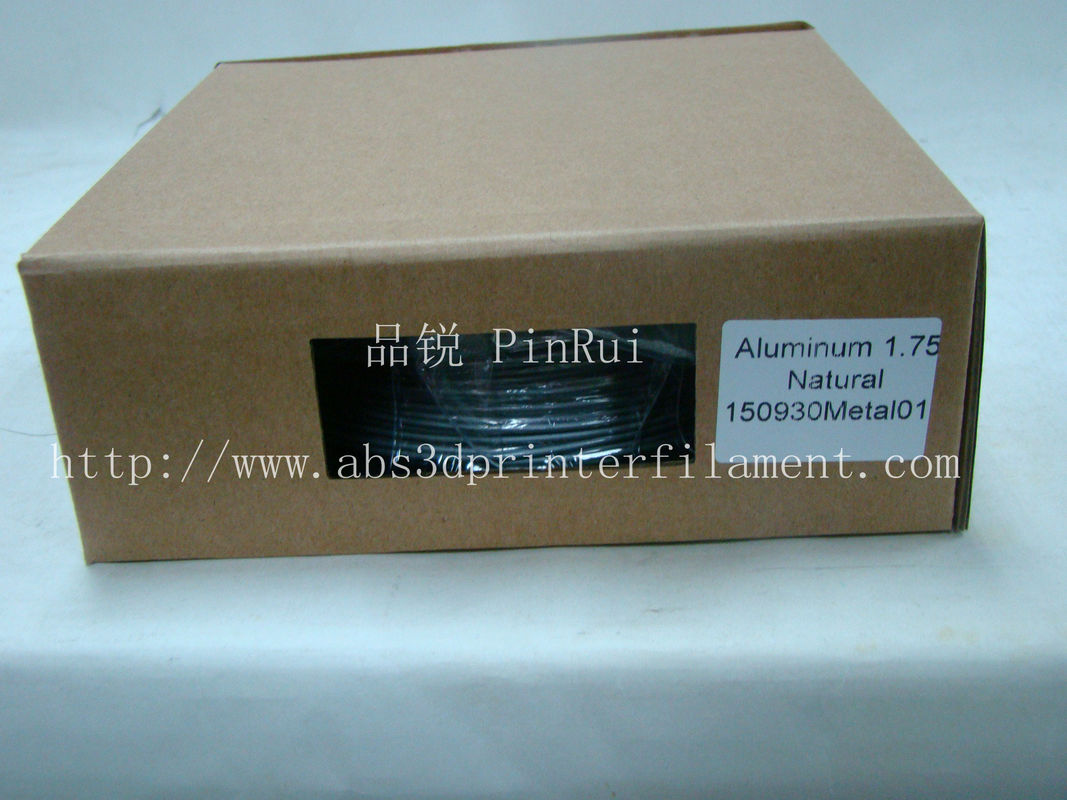 品锐 PinRui
Aluminum 1.75
Natural
150930Metal01
http://www.abs3dprinterfilament.com